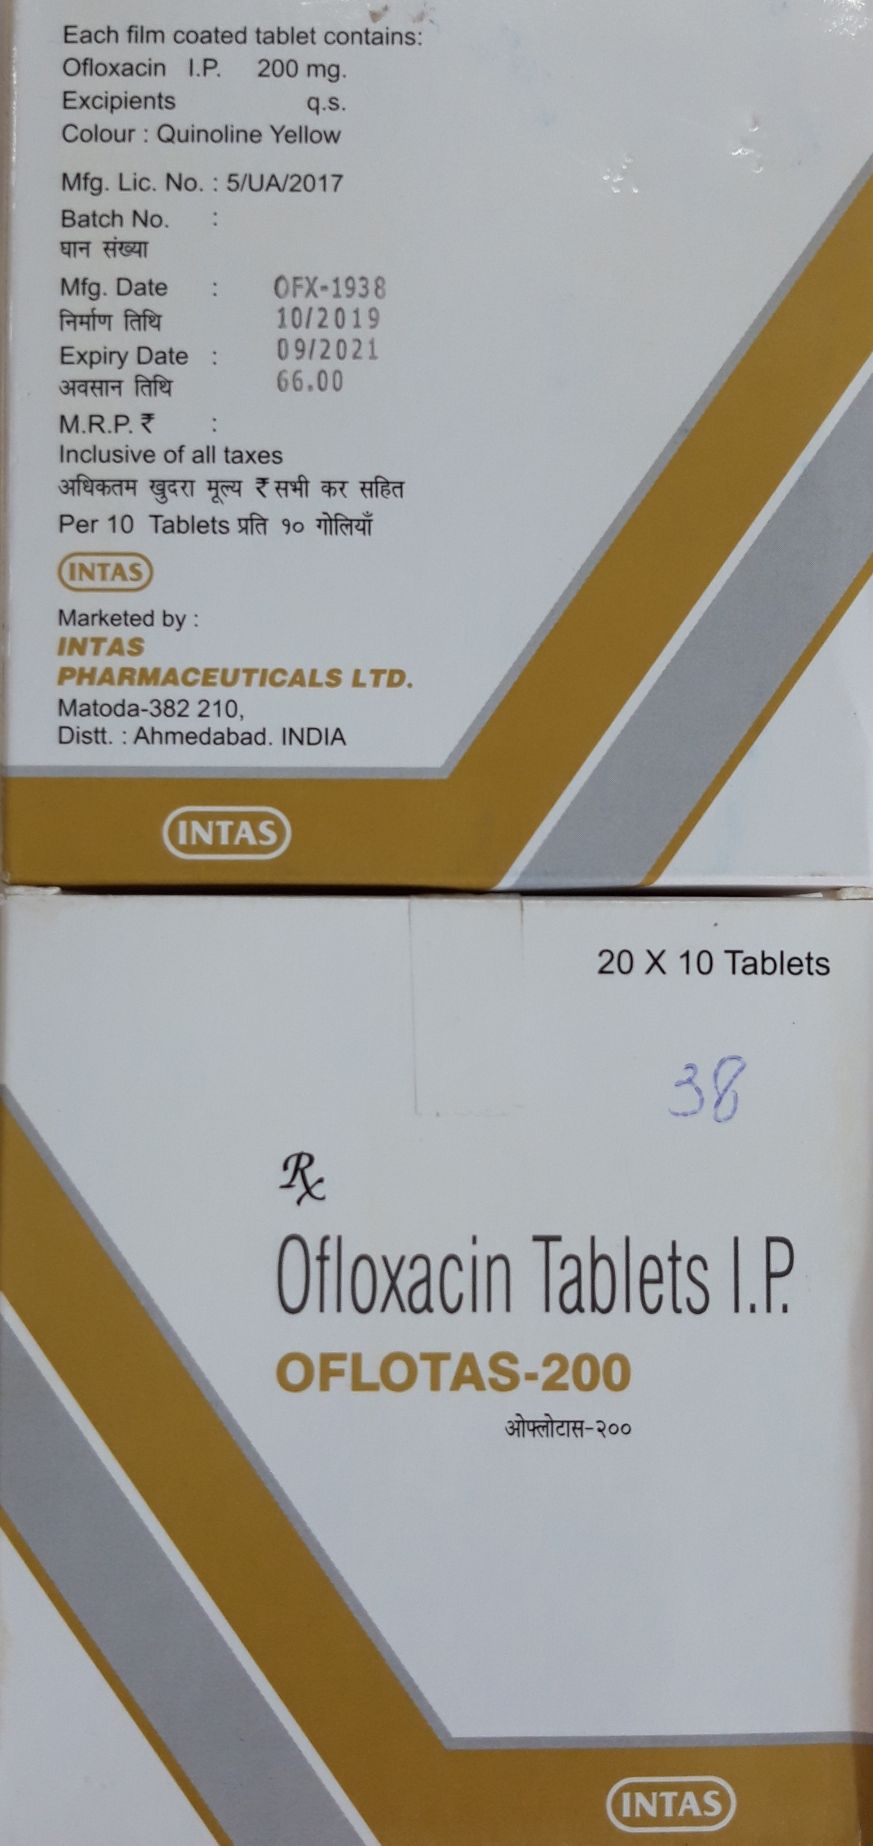 Each film coated tablet contains:
Ofloxacin I.P. 200 mg.
Excipients q.s.
Colour : Quinoline Yellow
Mfg. Lic. No. : 5/UA/2017
Batch No. :
घान संख्या
Mfg. Date : OFX-1938
निर्माण तिथि 10/2019
Expiry Date : 09/2021
अवसान तिथि 66.00
M.R.P. ₹ :
Inclusive of all taxes
अधिकतम खुदरा मूल्य ₹ सभी कर सहित
Per 10 Tablets प्रति १० गोलियाँ
INTAS
Marketed by :
INTAS
PHARMACEUTICALS LTD.
Matoda-382 210,
Distt. : Ahmedabad. INDIA
INTAS
20 X 10 Tablets
38
Rx
Ofloxacin Tablets I.P.
OFLOTAS-200
ओफ्लोटास-२००
INTAS